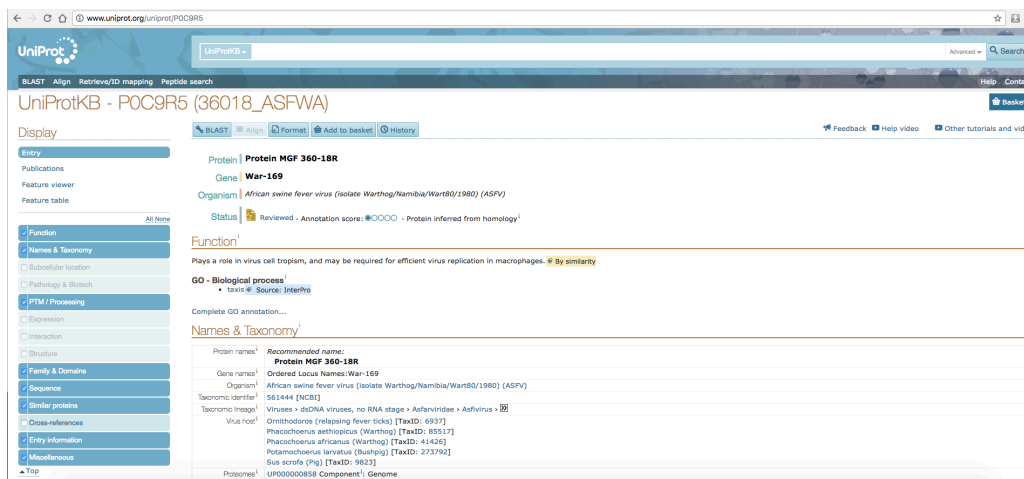 www.uniprot.org/uniprot/P0C9R5
UniProt
UniProtKB
Advanced
Search
BLAST Align Retrieve/ID mapping Peptide search
Help Conta
UniProtKB - P0C9R5 (36018_ASFWA)
Basket
Display
BLAST Align Format Add to basket History
Feedback Help video Other tutorials and vid
Entry
Publications
Feature viewer
Feature table
All None
Function
Names & Taxonomy
Subcellular location
Pathology & Biotech
PTM / Processing
Expression
Interaction
Structure
Family & Domains
Sequence
Similar proteins
Cross-references
Entry information
Miscellaneous
Top
Protein Protein MGF 360-18R
Gene War-169
Organism African swine fever virus (isolate Warthog/Namibia/Wart80/1980) (ASFV)
Status Reviewed - Annotation score: - Protein inferred from homology i
Function i
Plays a role in virus cell tropism, and may be required for efficient virus replication in macrophages. By similarity
GO - Biological process i
• taxis Source: InterPro
Complete GO annotation...
Names & Taxonomy i
Protein names i Recommended name:
Protein MGF 360-18R
Gene names i Ordered Locus Names:War-169
Organism i African swine fever virus (isolate Warthog/Namibia/Wart80/1980) (ASFV)
Taxonomic identifier i 561444 [NCBI]
Taxonomic lineage i Viruses › dsDNA viruses, no RNA stage › Asfarviridae › Asfivirus ›
Virus host i Ornithodoros (relapsing fever ticks) [TaxID: 6937]
Phacochoerus aethiopicus (Warthog) [TaxID: 85517]
Phacochoerus africanus (Warthog) [TaxID: 41426]
Potamochoerus larvatus (Bushpig) [TaxID: 273792]
Sus scrofa (Pig) [TaxID: 9823]
Proteomes i UP000000858 Component i: Genome